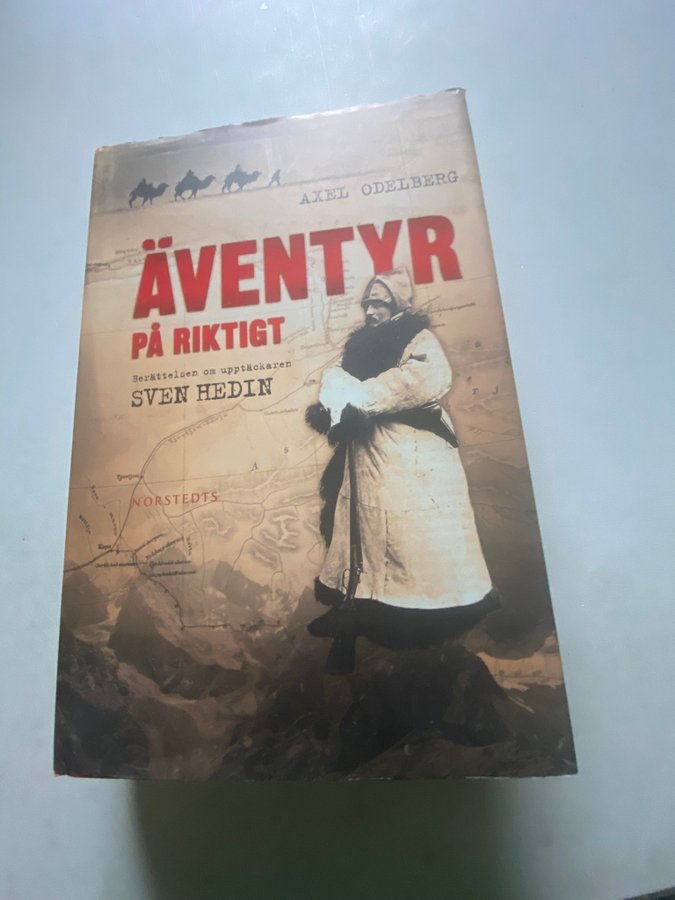 AXEL ODELBERG
ÄVENTYR
PÅ RIKTIGT
Berättelsen om upptäckaren
SVEN HEDIN
A S
NORSTEDTS